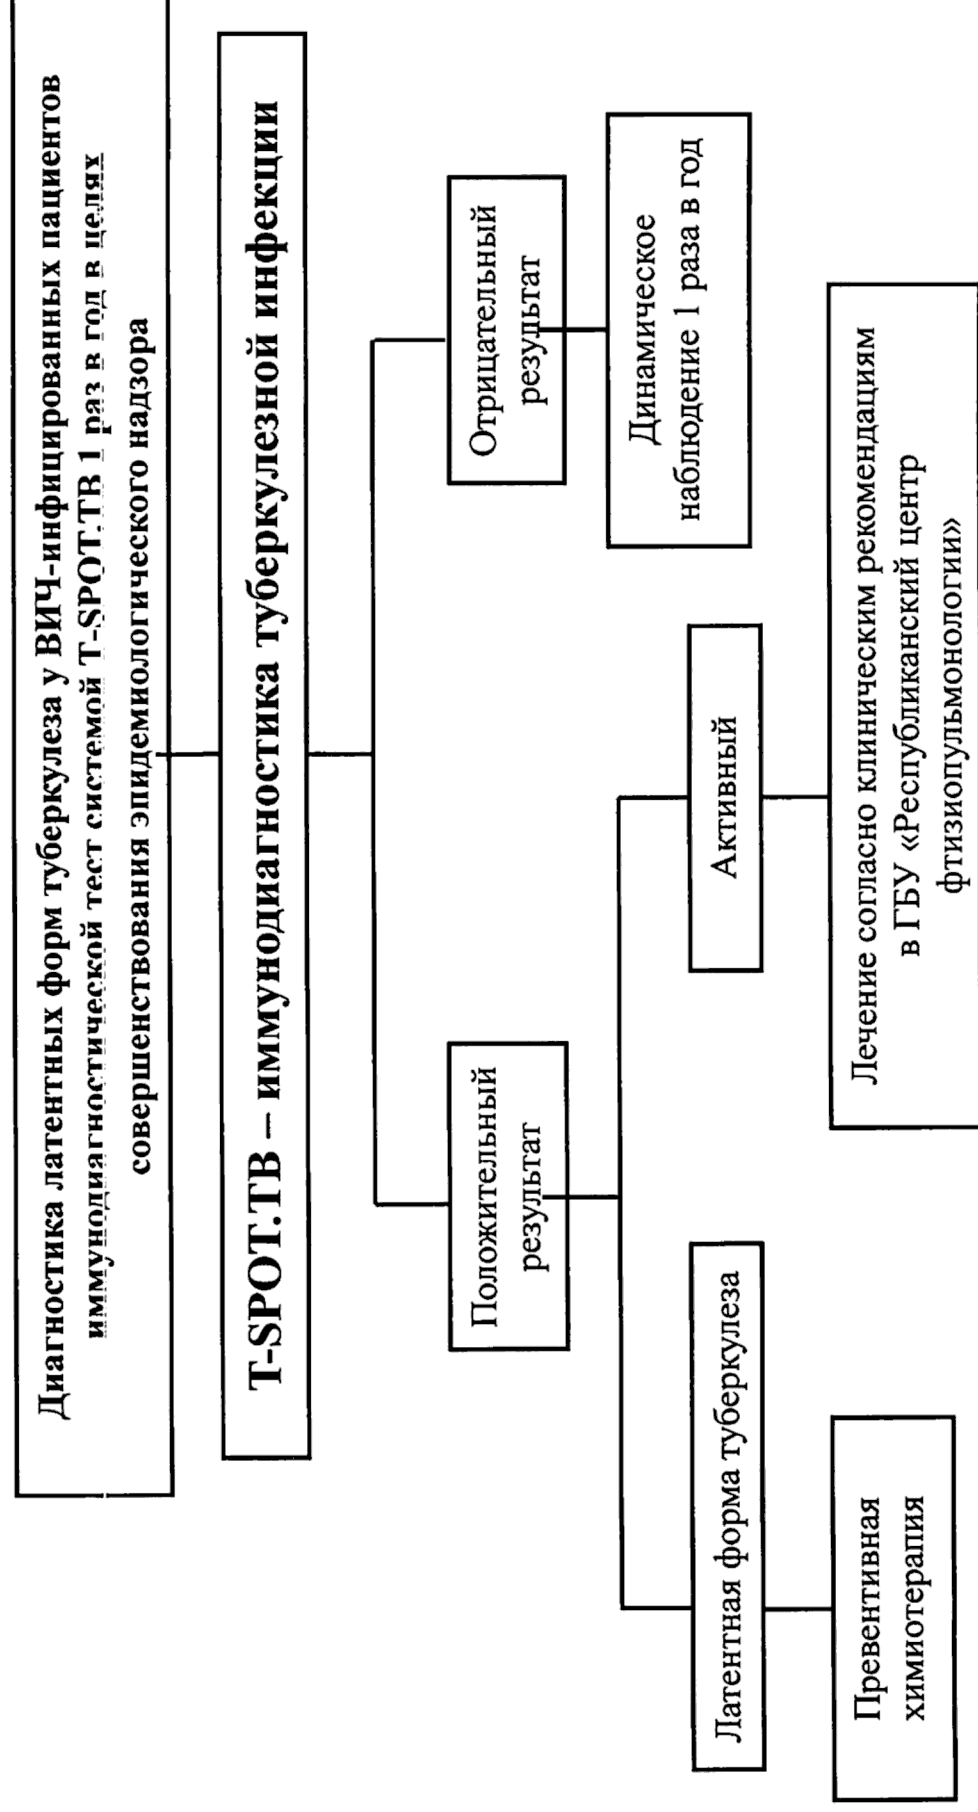 Диагностика латентных форм туберкулеза у ВИЧ-инфицированных пациентов
иммунодиагностической тест системой T-SPOT.TB 1 раз в год в целях
совершенствования эпидемиологического надзора
T-SPOT.TB – иммунодиагностика туберкулезной инфекции
Положительный
результат
Отрицательный
результат
Динамическое
наблюдение 1 раза в год
Латентная форма туберкулеза
Активный
Превентивная
химиотерапия
Лечение согласно клиническим рекомендациям
в ГБУ «Республиканский центр
фтизиопульмонологии»